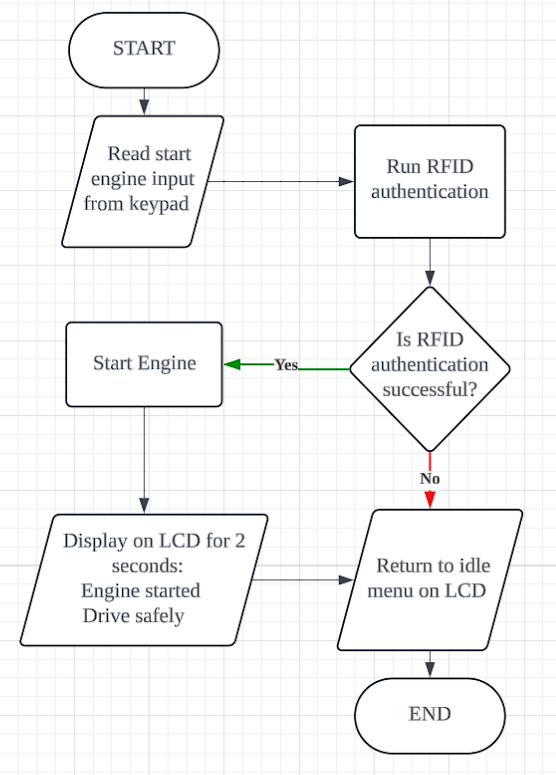 START
Read start
engine input
from keypad
Run RFID
authentication
Is RFID
authentication
successful?
Yes
Start Engine
No
Display on LCD for 2
seconds:
Engine started
Drive safely
Return to idle
menu on LCD
END